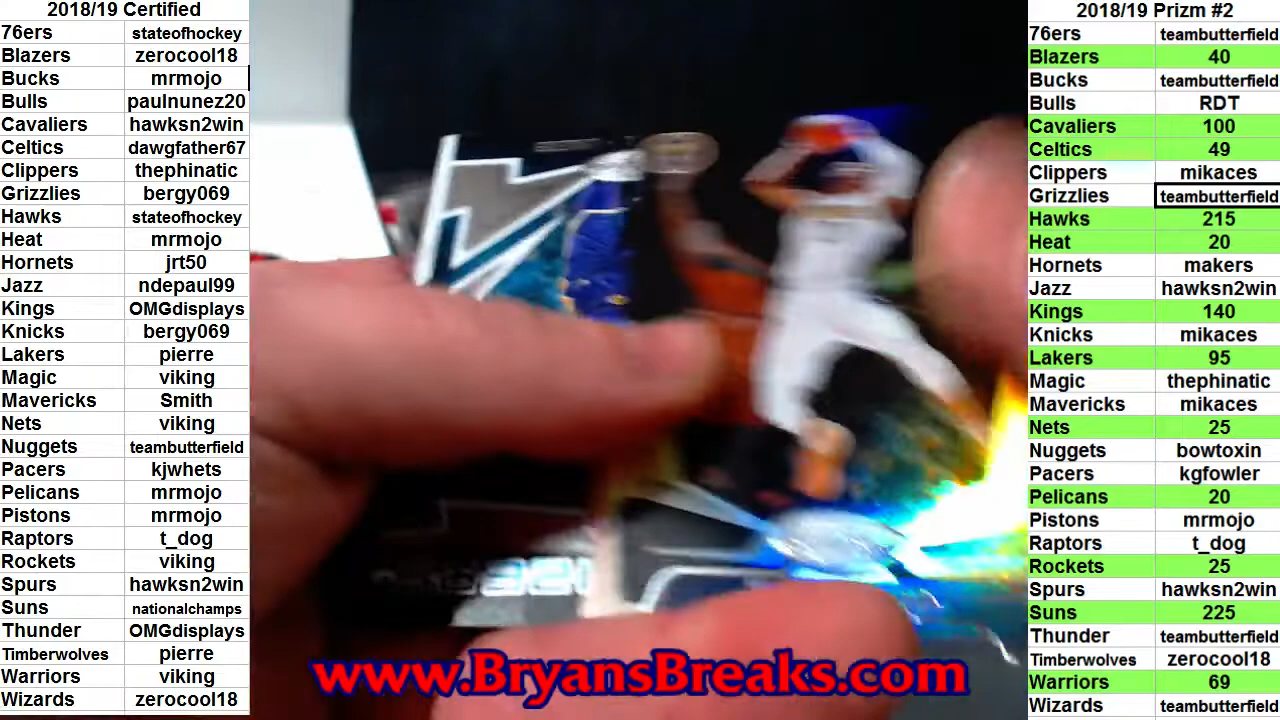 2018/19 Certified
76ers stateofhockey
Blazers zerocool18
Bucks mrmojo
Bulls paulnunez20
Cavaliers hawksn2win
Celtics dawgfather67
Clippers thephinatic
Grizzlies bergy069
Hawks stateofhockey
Heat mrmojo
Hornets jrt50
Jazz ndepaul99
Kings OMGdisplays
Knicks bergy069
Lakers pierre
Magic viking
Mavericks Smith
Nets viking
Nuggets teambutterfield
Pacers kjwhets
Pelicans mrmojo
Pistons mrmojo
Raptors t_dog
Rockets viking
Spurs hawksn2win
Suns nationalchamps
Thunder OMGdisplays
Timberwolves pierre
Warriors viking
Wizards zerocool18
www.BryansBreaks.com
2018/19 Prizm #2
76ers teambutterfield
Blazers 40
Bucks teambutterfield
Bulls RDT
Cavaliers 100
Celtics 49
Clippers mikaces
Grizzlies teambutterfield
Hawks 215
Heat 20
Hornets makers
Jazz hawksn2win
Kings 140
Knicks mikaces
Lakers 95
Magic thephinatic
Mavericks mikaces
Nets 25
Nuggets bowtoxin
Pacers kgfowler
Pelicans 20
Pistons mrmojo
Raptors t_dog
Rockets 25
Spurs hawksn2win
Suns 225
Thunder teambutterfield
Timberwolves zerocool18
Warriors 69
Wizards teambutterfield